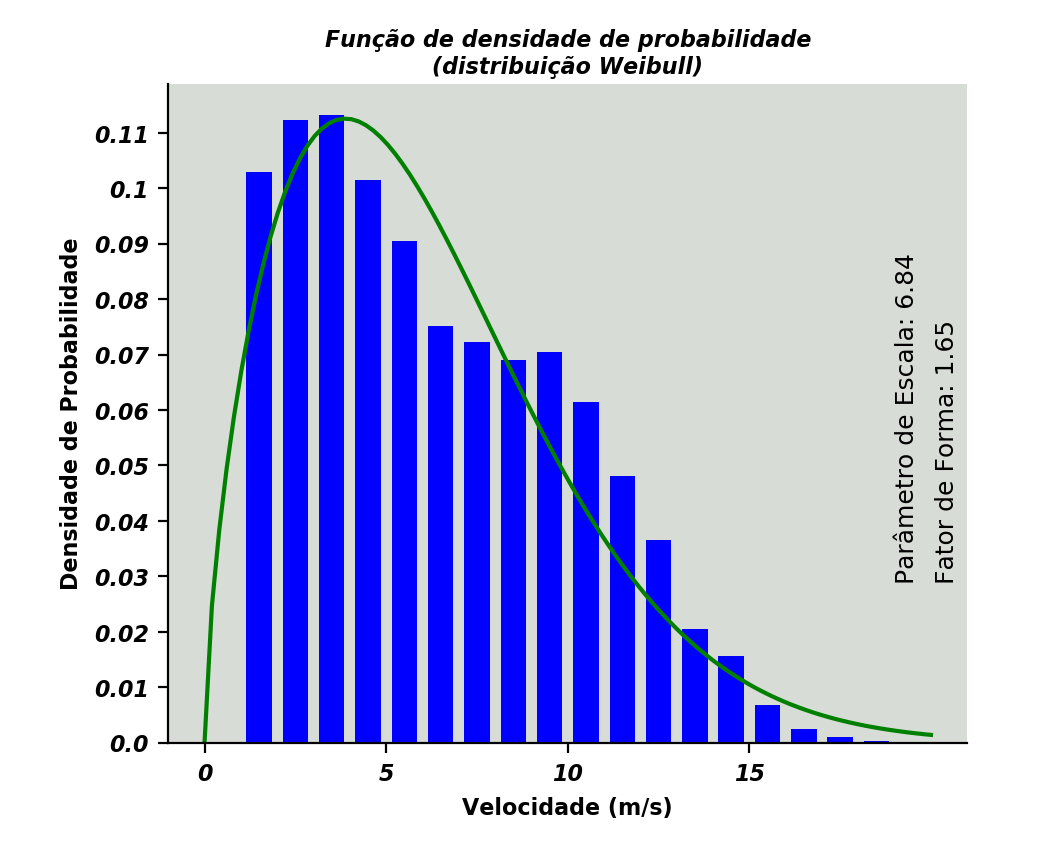 Função de densidade de probabilidade
(distribuição Weibull)
Densidade de Probabilidade
0.11
0.1
0.09
0.08
0.07
0.06
0.05
0.04
0.03
0.02
0.01
0.0
Parâmetro de Escala: 6.84
Fator de Forma: 1.65
0
5
10
15
Velocidade (m/s)